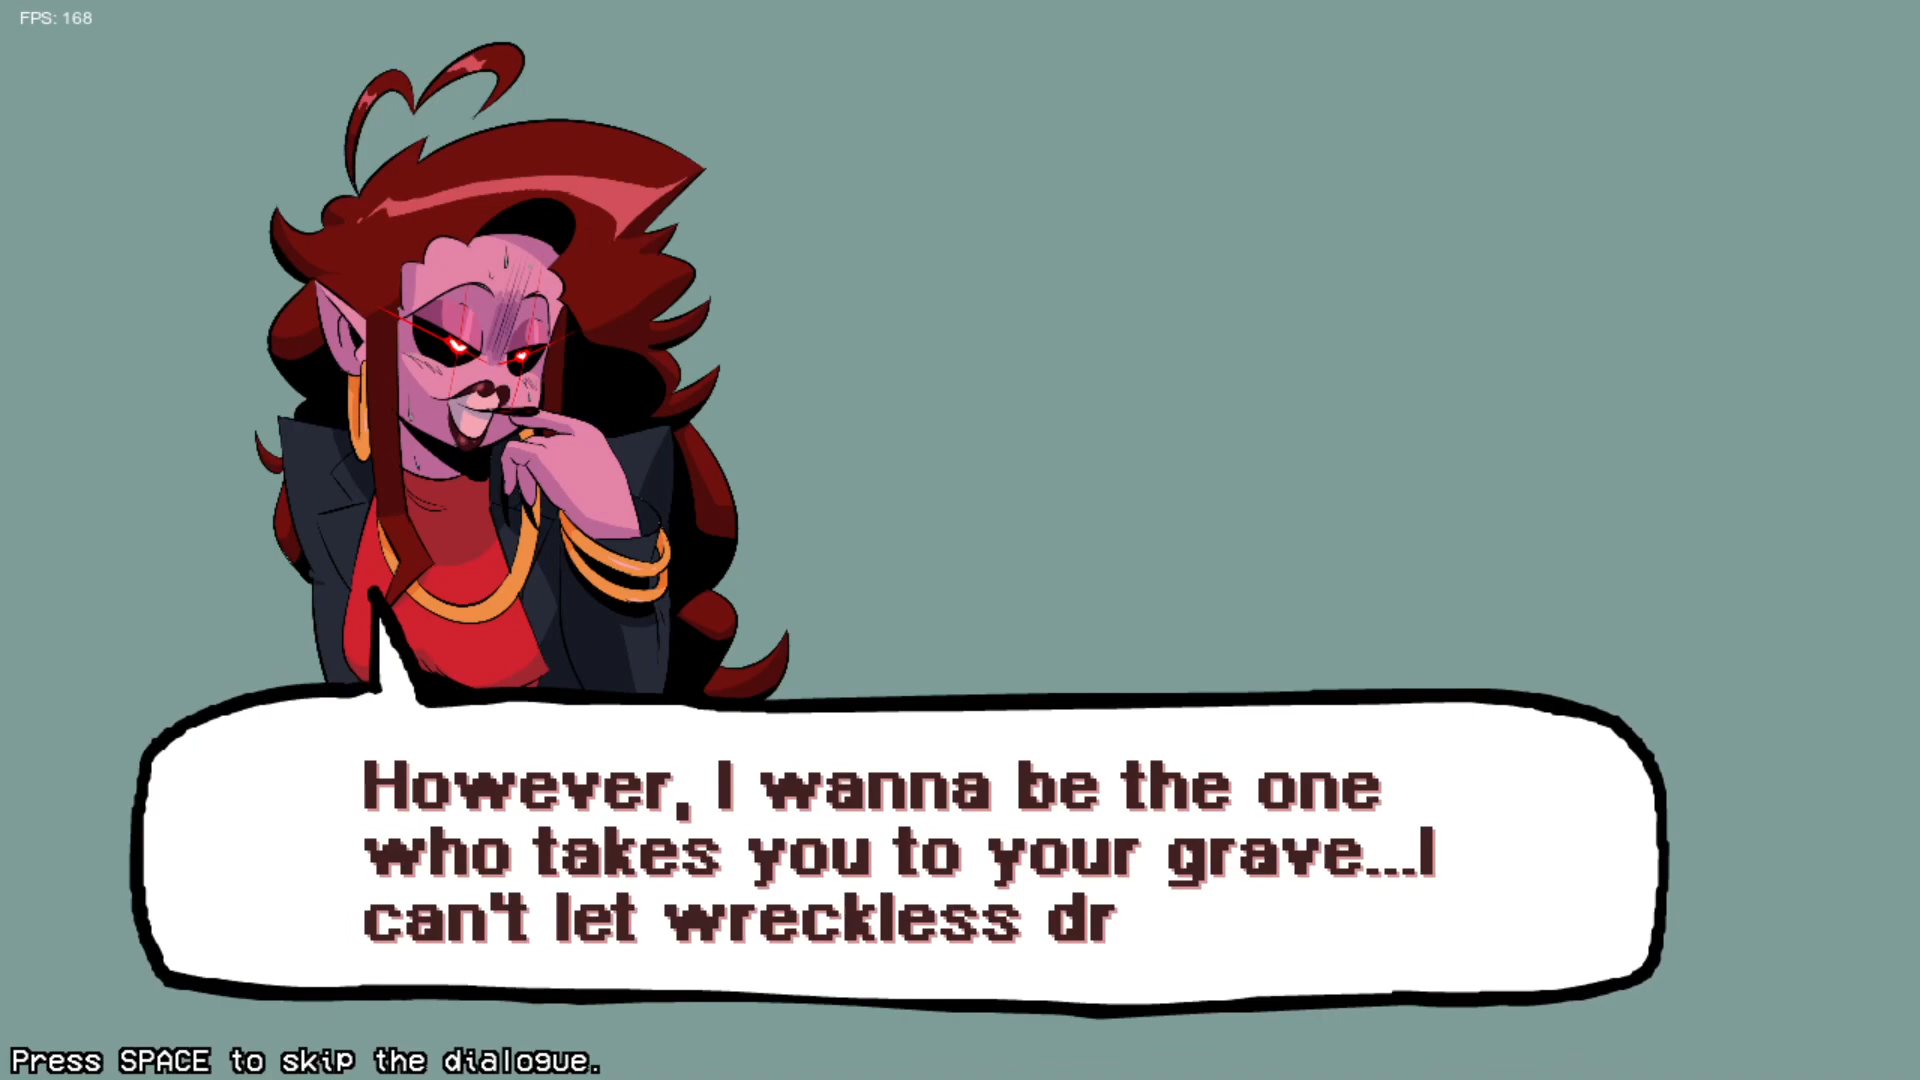 FPS: 168
However, I wanna be the one
who takes you to your grave...I
can't let wreckless dr
Press SPACE to skip the dialogue.